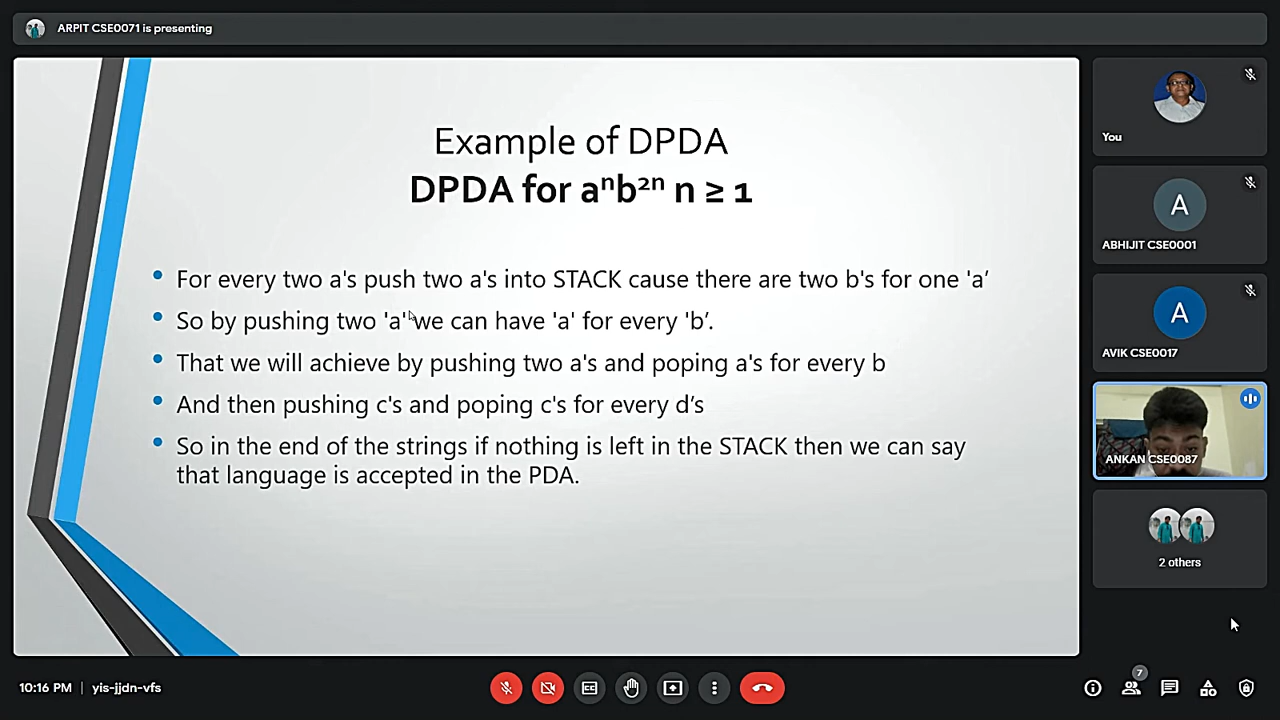 ARPIT CSE0071 is presenting
Example of DPDA
DPDA for aⁿb²ⁿ n ≥ 1
For every two a's push two a's into STACK cause there are two b's for one 'a’
So by pushing two 'a' we can have 'a' for every 'b’.
That we will achieve by pushing two a's and poping a's for every b
And then pushing c's and poping c's for every d’s
So in the end of the strings if nothing is left in the STACK then we can say
that language is accepted in the PDA.
You
A
ABHIJIT CSE0001
A
AVIK CSE0017
ANKAN CSE0087
2 others
10:16 PM | yis-jjdn-vfs
CC
7